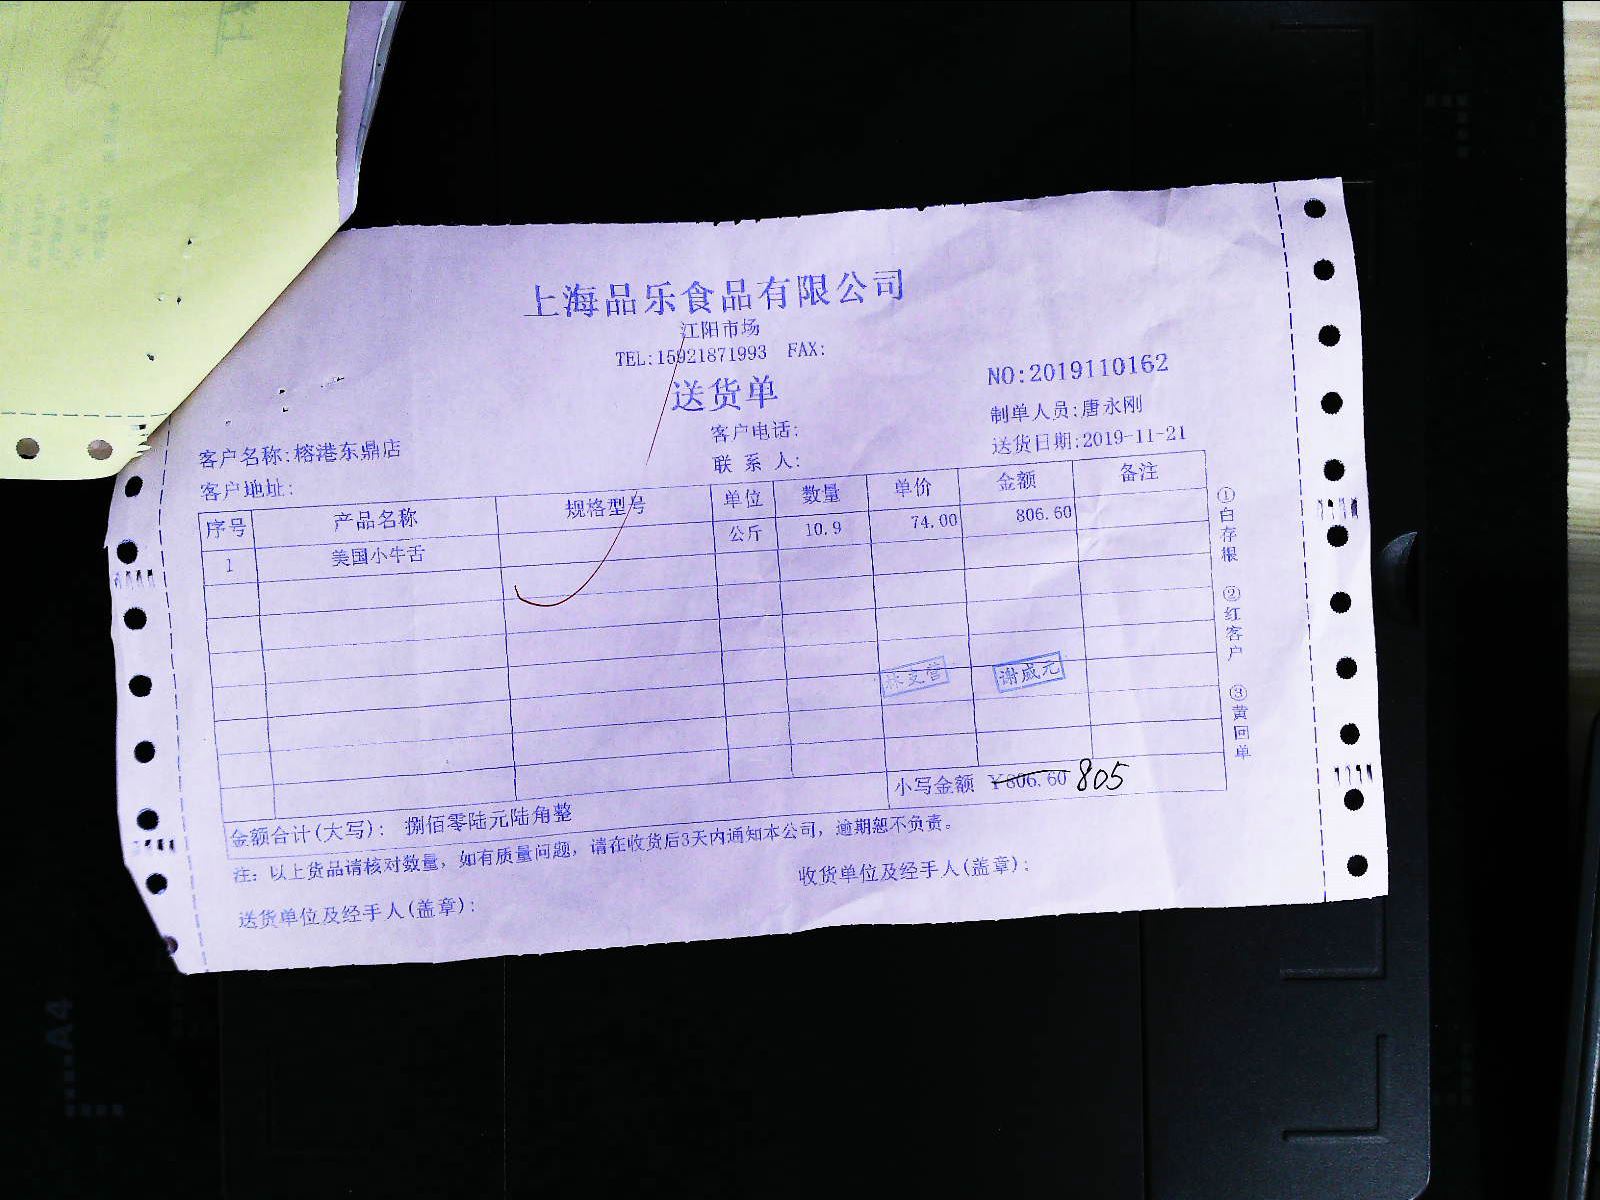 上海品乐食品有限公司
江阳市场
TEL:15921871993 FAX:
送货单
NO:2019110162
客户电话:
制单人员:唐永刚
客户名称:榕港东鼎店
联 系 人:
送货日期:2019-11-21
客户地址:
序号 产品名称 规格型号 单位 数量 单价 金额 备注
1 美国小牛舌 公斤 10.9 74.00 806.60
谢咸元
小写金额 ¥806.60 805
金额合计(大写): 捌佰零陆元陆角整
注: 以上货品请核对数量, 如有质量问题, 请在收货后3天内通知本公司, 逾期恕不负责。
送货单位及经手人(盖章):
收货单位及经手人(盖章):
①白存根 ②红客户 ③黄回单
A4